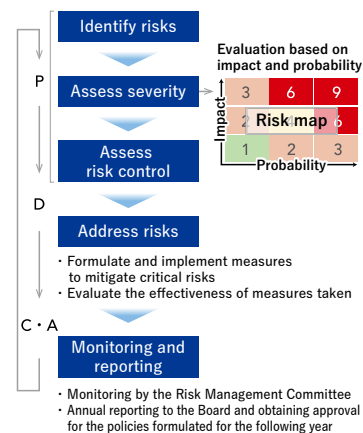 Identify risks
Evaluation based on
impact and probability
P
Assess severity
3 6 9
Impact
2 4 6
Risk map
1 2 3
Probability
Assess
risk control
D
Address risks
・Formulate and implement measures
to mitigate critical risks
・Evaluate the effectiveness of measures taken
C・A
Monitoring and
reporting
・Monitoring by the Risk Management Committee
・Annual reporting to the Board and obtaining approval
for the policies formulated for the following year